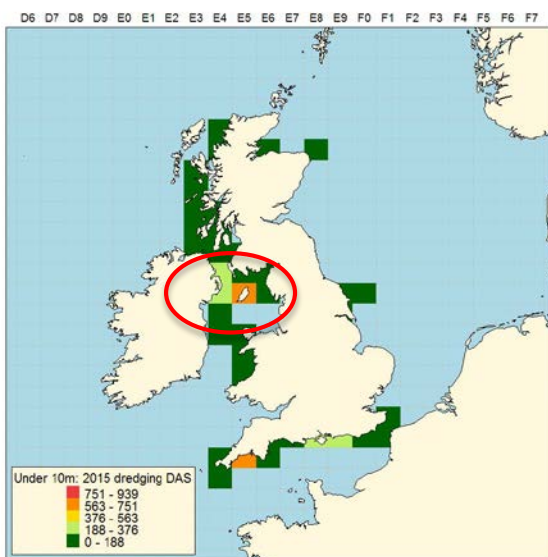 D6 D7 D8 D9 E0 E1 E2 E3 E4 E5 E6 E7 E8 E9 F0 F1 F2 F3 F4 F5 F6 F7
Under 10m: 2015 dredging DAS
751 - 939
563 - 751
376 - 563
188 - 376
0 - 188